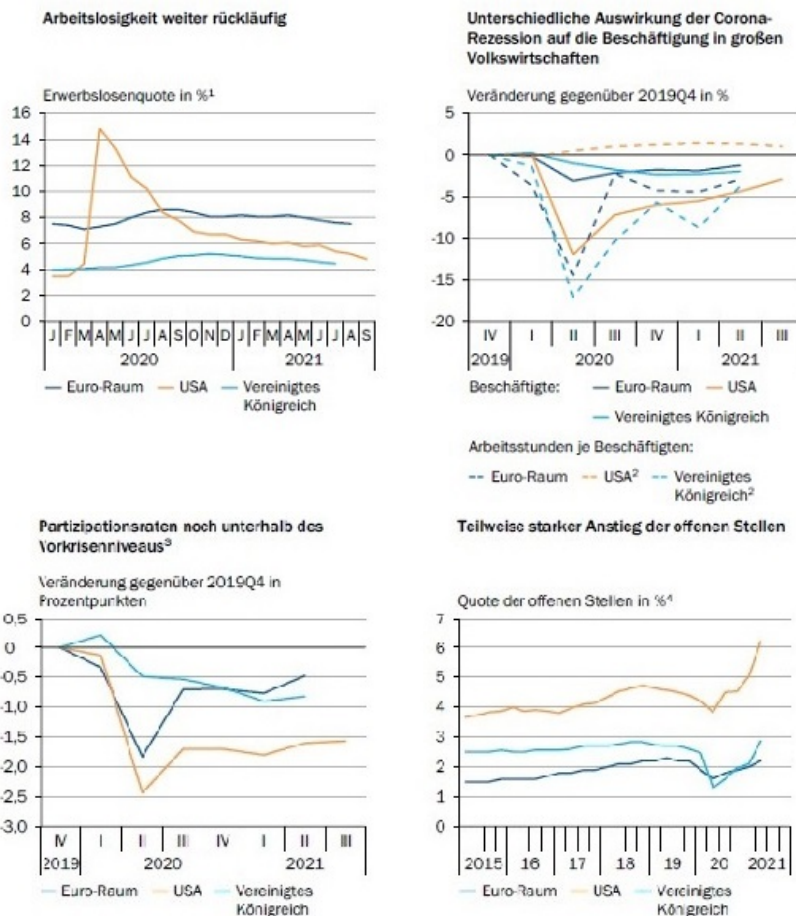 Arbeitslosigkeit weiter rückläufig
Erwerbslosenquote in %¹
16
14
12
10
8
6
4
2
0
J F M A M J J A S O N D J F M A M J J A S
2020 2021
Euro-Raum USA Vereinigtes
Königreich
Unterschiedliche Auswirkung der Corona-
Rezession auf die Beschäftigung in großen
Volkswirtschaften
Veränderung gegenüber 2019Q4 in %
5
0
-5
-10
-15
-20
IV I II III IV I II III
2019 2020 2021
Beschäftigte: Euro-Raum USA
Vereinigtes Königreich
Arbeitsstunden je Beschäftigten:
Euro-Raum USA² Vereinigtes
Königreich²
Partizipationsraten noch unterhalb des
Vorkrisenniveaus³
Veränderung gegenüber 2019Q4 in
Prozentpunkten
0,5
0
-0,5
-1,0
-1,5
-2,0
-2,5
-3,0
IV I II III IV I II III
2019 2020 2021
Euro-Raum USA Vereinigtes
Königreich
Teilweise starker Anstieg der offenen Stellen
Quote der offenen Stellen in %⁴
7
6
5
4
3
2
1
0
2015 16 17 18 19 20 2021
Euro-Raum USA Vereinigtes
Königreich